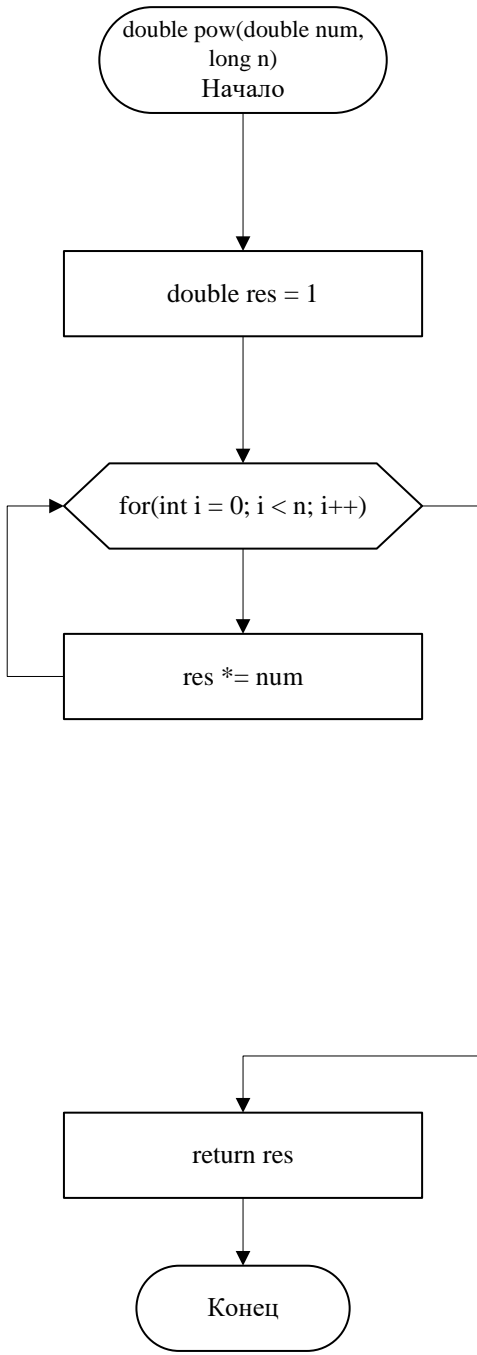 double pow(double num,
long n)
Начало
double res = 1
for(int i = 0; i < n; i++)
res *= num
return res
Конец